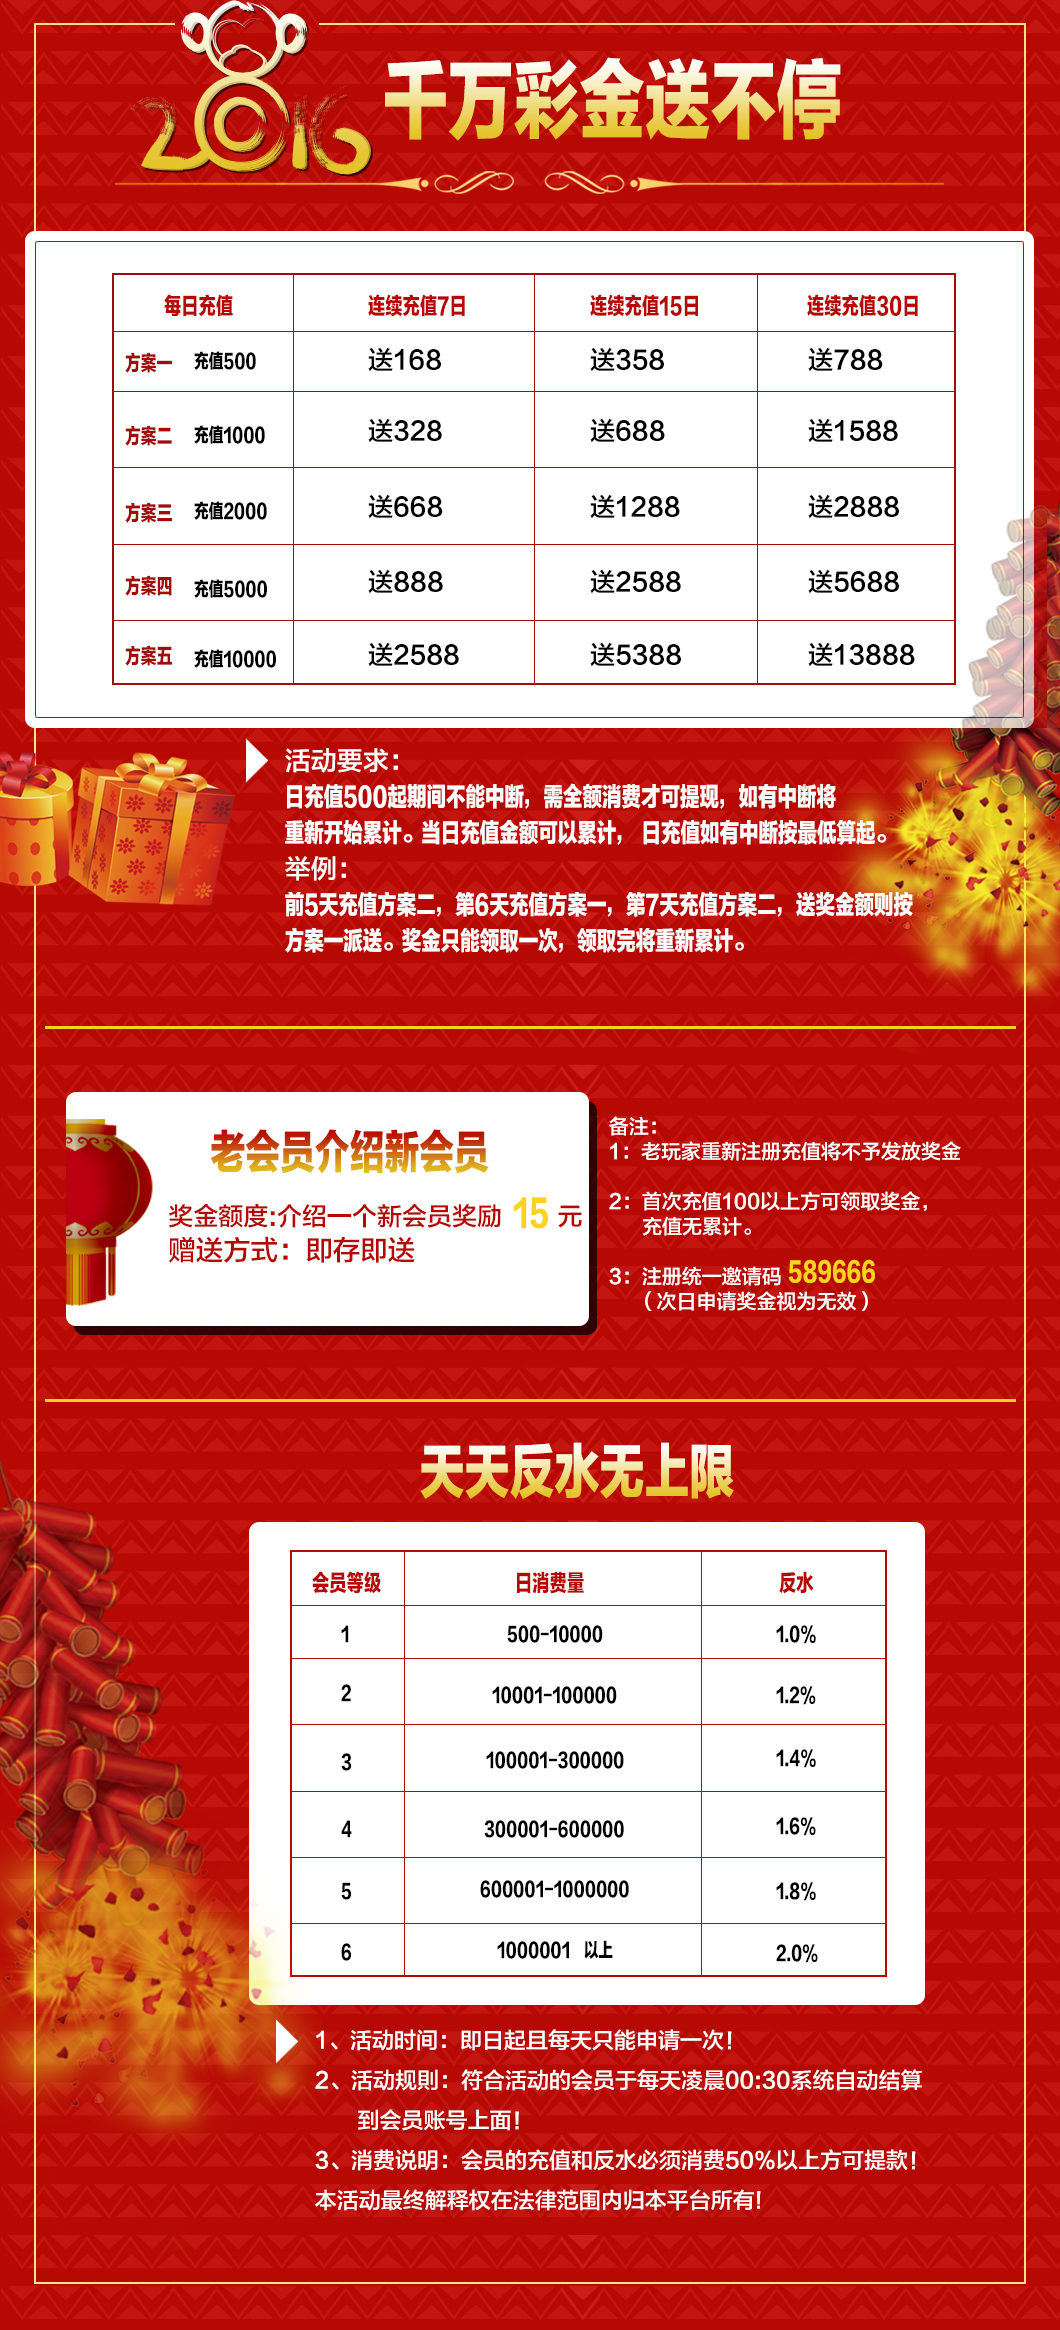 2016
千万彩金送不停
每日充值 连续充值7日 连续充值15日 连续充值30日
方案一 充值500 送168 送358 送788
方案二 充值1000 送328 送688 送1588
方案三 充值2000 送668 送1288 送2888
方案四 充值5000 送888 送2588 送5688
方案五 充值10000 送2588 送5388 送13888
活动要求：
日充值500起期间不能中断，需全额消费才可提现，如有中断将
重新开始累计。当日充值金额可以累计， 日充值如有中断按最低算起。
举例：
前5天充值方案二，第6天充值方案一，第7天充值方案二，送奖金额则按
方案一派送。奖金只能领取一次，领取完将重新累计。
老会员介绍新会员
奖金额度:介绍一个新会员奖励 15 元
赠送方式：即存即送
备注：
1：老玩家重新注册充值将不予发放奖金
2：首次充值100以上方可领取奖金，
充值无累计。
3：注册统一邀请码 589666
（次日申请奖金视为无效）
天天反水无上限
会员等级 日消费量 反水
1 500-10000 1.0%
2 10001-100000 1.2%
3 100001-300000 1.4%
4 300001-600000 1.6%
5 600001-1000000 1.8%
6 1000001 以上 2.0%
1、活动时间：即日起且每天只能申请一次！
2、活动规则：符合活动的会员于每天凌晨00:30系统自动结算
到会员账号上面！
3、消费说明：会员的充值和反水必须消费50%以上方可提款！
本活动最终解释权在法律范围内归本平台所有！